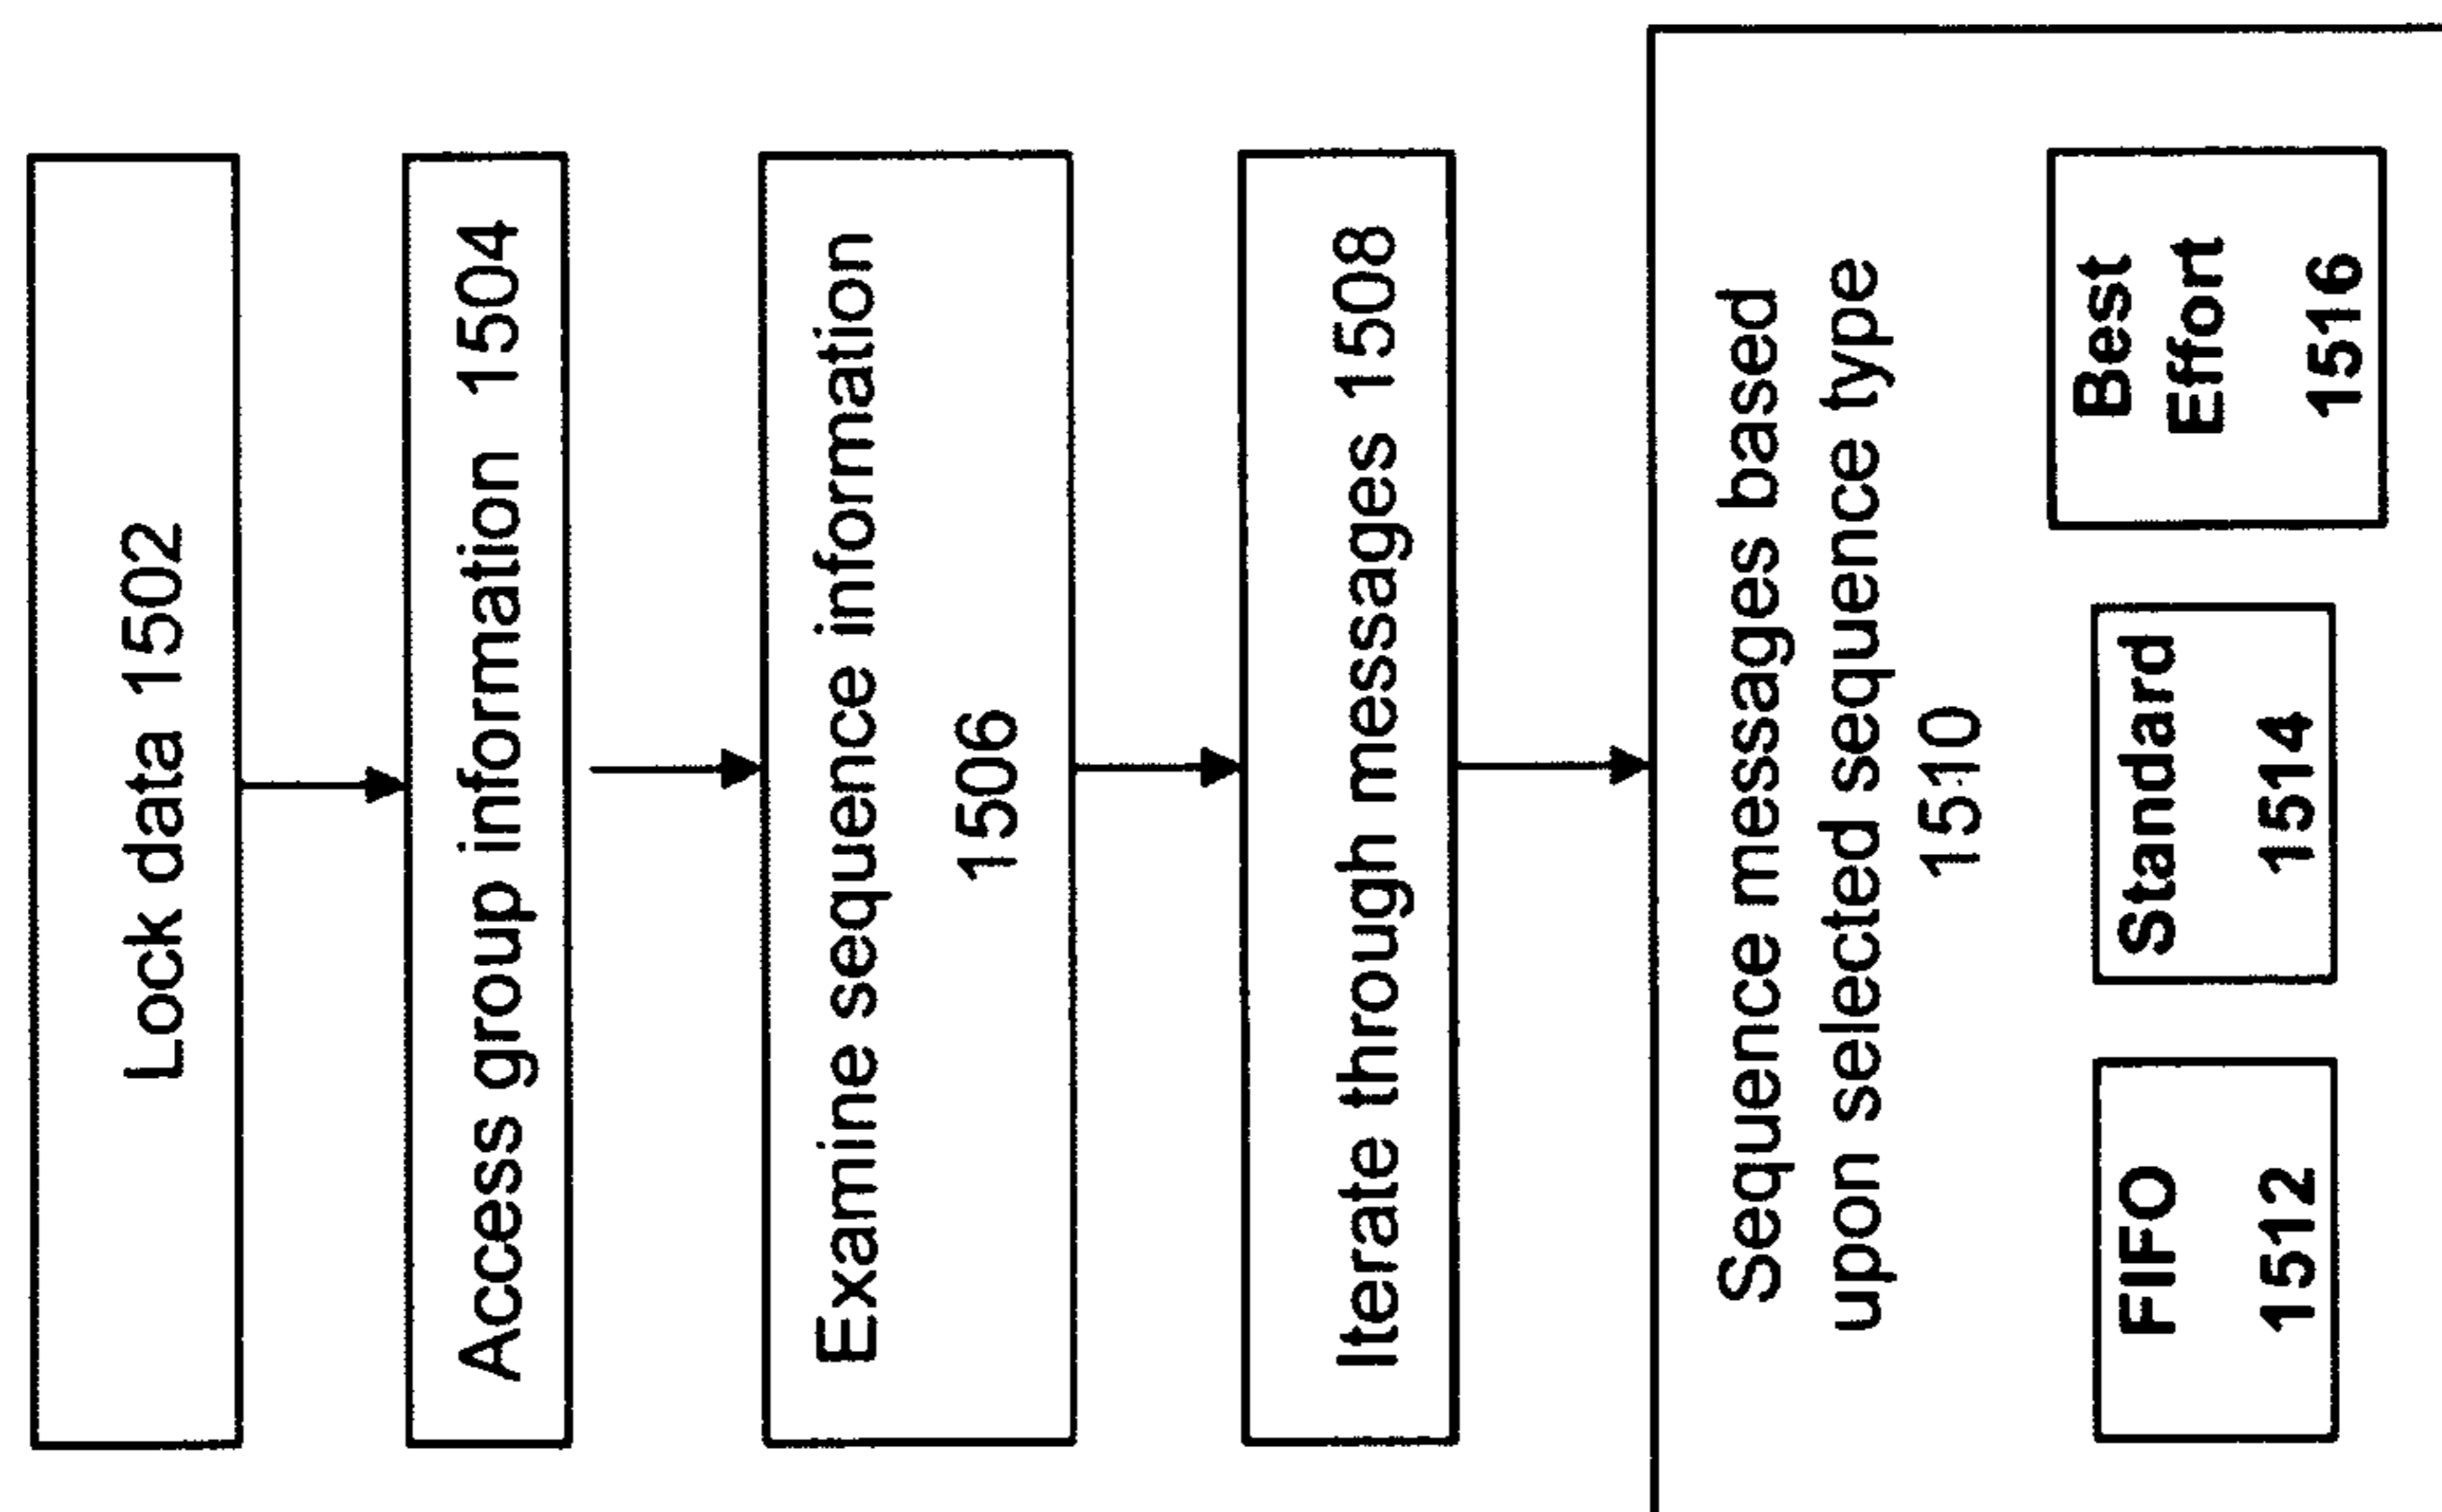 Lock data 1502
Access group information 1504
Examine sequence information
1506
Iterate through messages 1508
Sequence messages based
upon selected sequence type
1510
FIFO
1512
Standard
1514
Best
Effort
1516